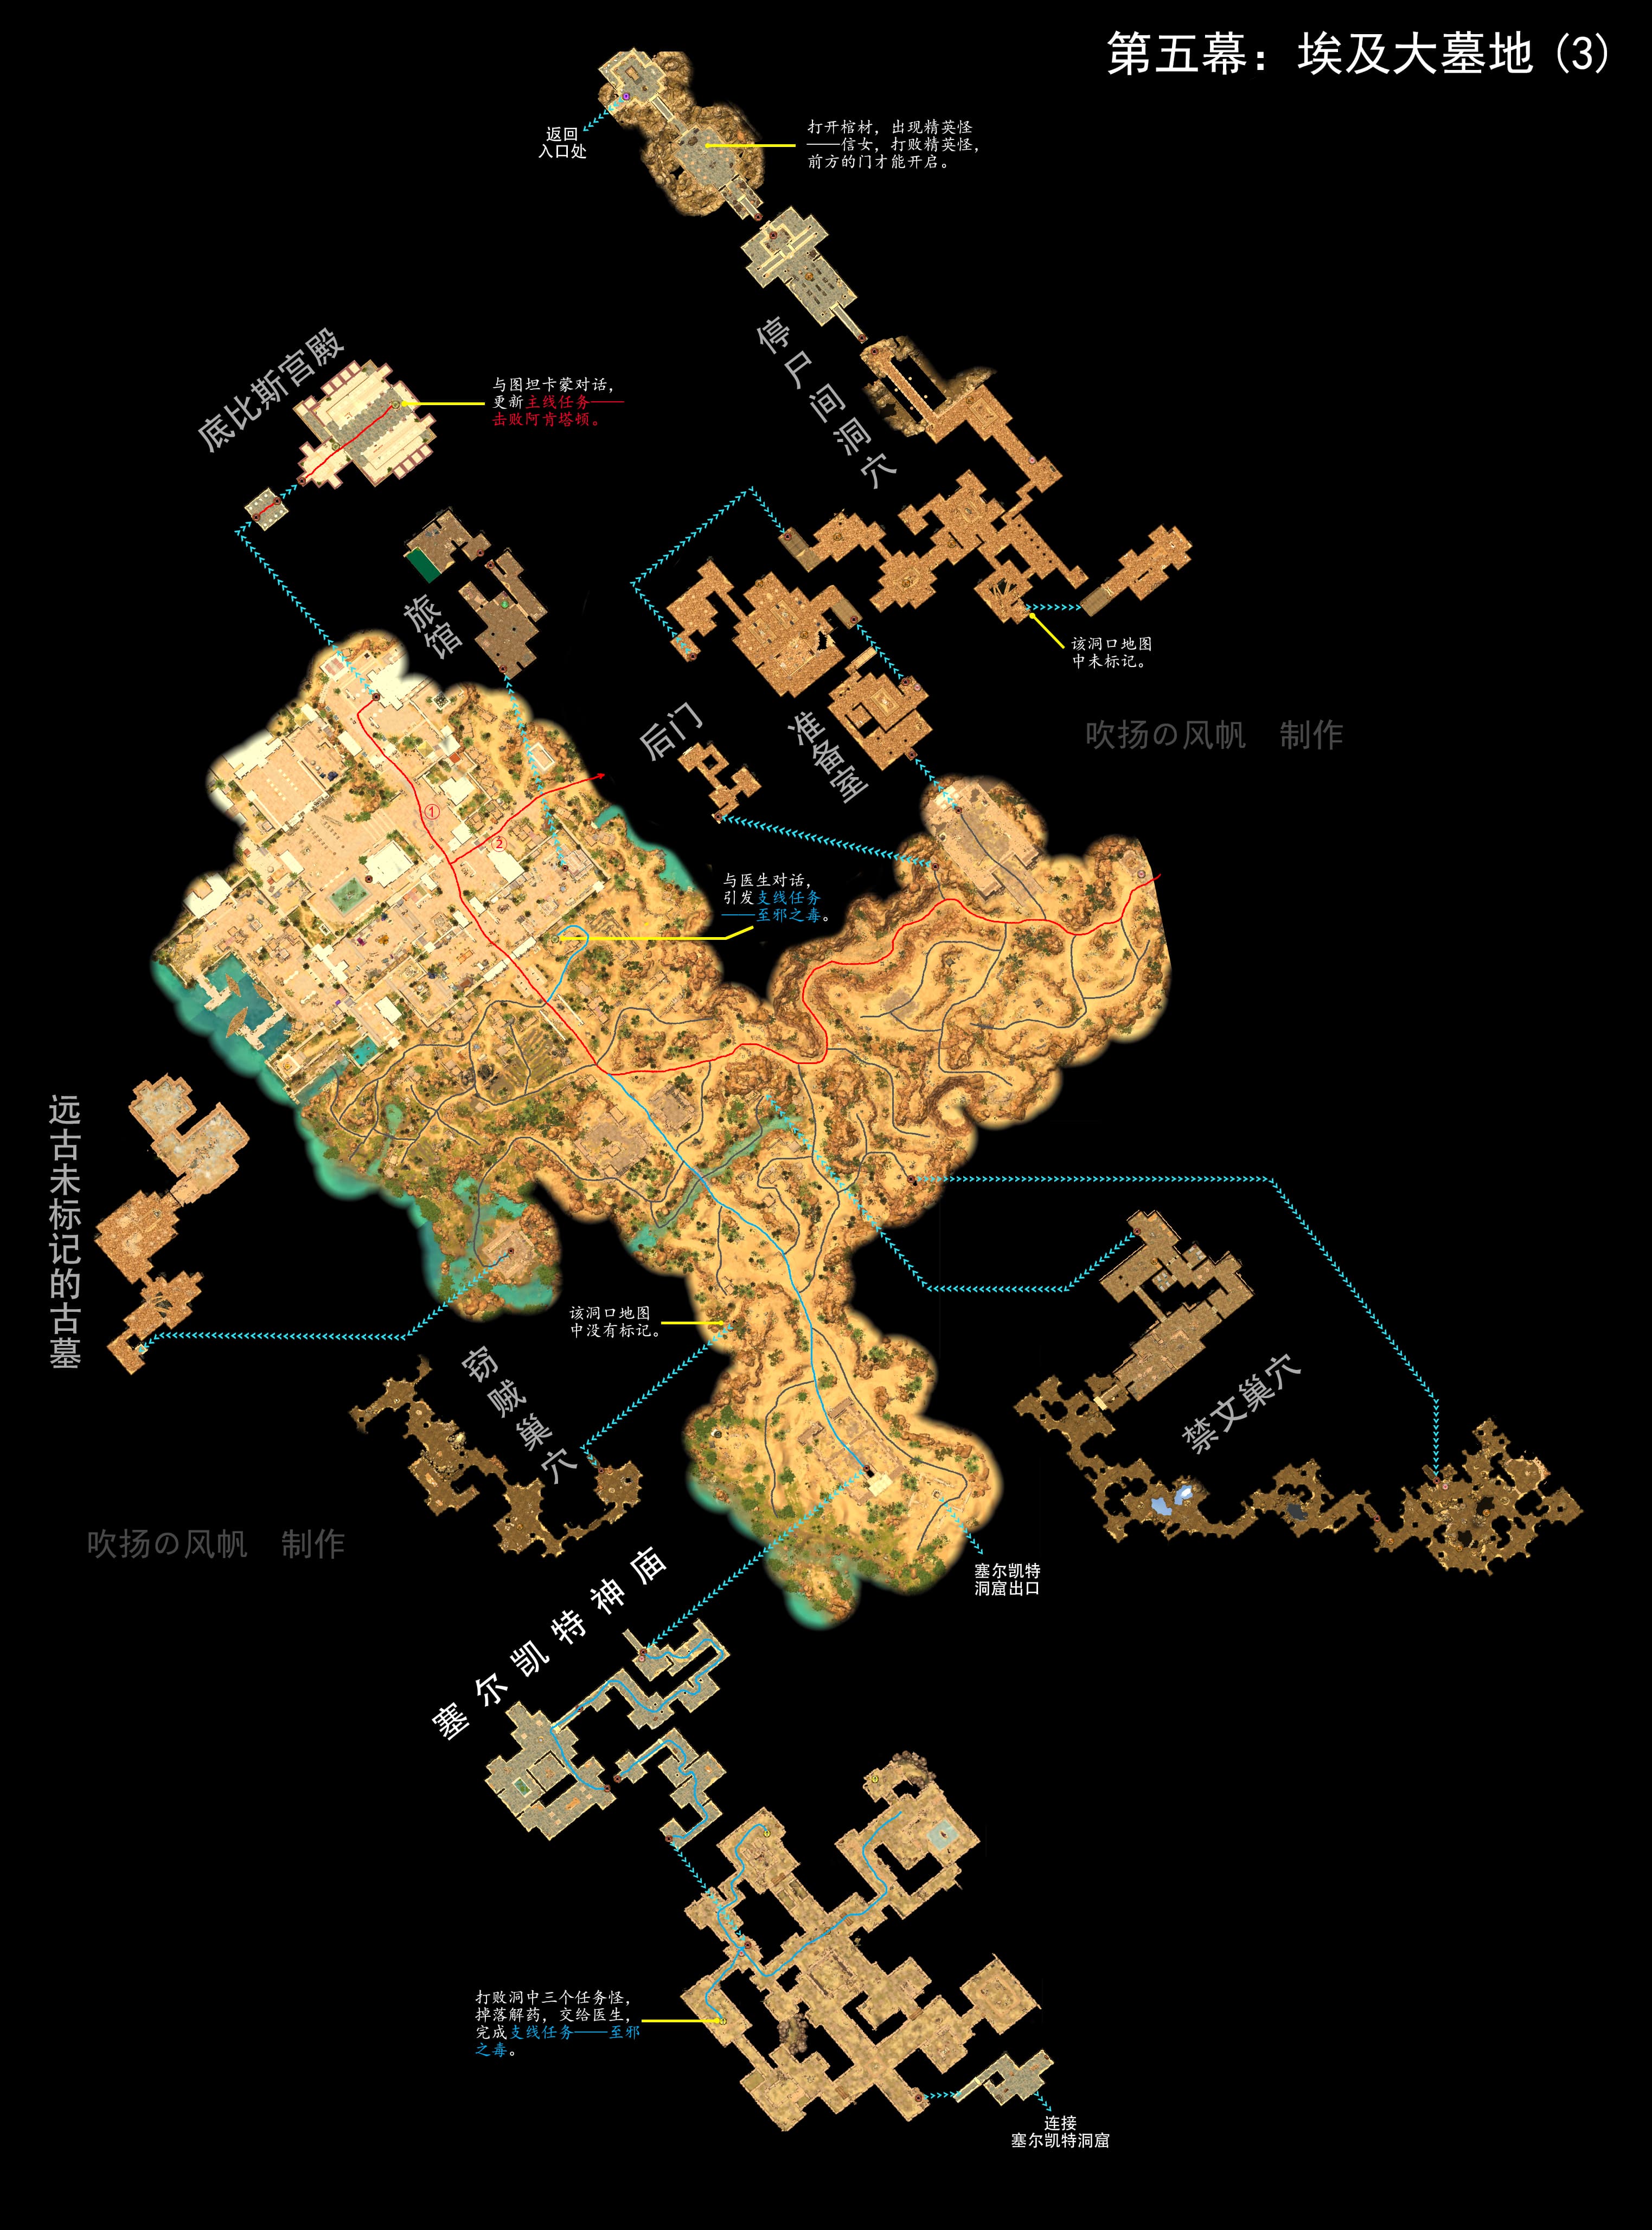 第五幕：埃及大墓地(3)
返回
入口处
打开棺材，出现精英怪
——信女，打败精英怪，
前方的门才能开启。
停尸间洞穴
底比斯宫殿
与图坦卡蒙对话，
更新主线任务——
击败阿肯塔顿。
旅馆
该洞口地图
中未标记。
后门
准备室
吹扬の风帆　制作
①
②
与医生对话，
引发支线任务
——至邪之毒。
远古未标记的古墓
该洞口地图
中没有标记。
窃贼巢穴
禁文巢穴
吹扬の风帆　制作
塞尔凯特
洞窟出口
塞尔凯特神庙
打败洞中三个任务怪，
掉落解药，交给医生，
完成支线任务——至邪
之毒。
连接
塞尔凯特洞窟